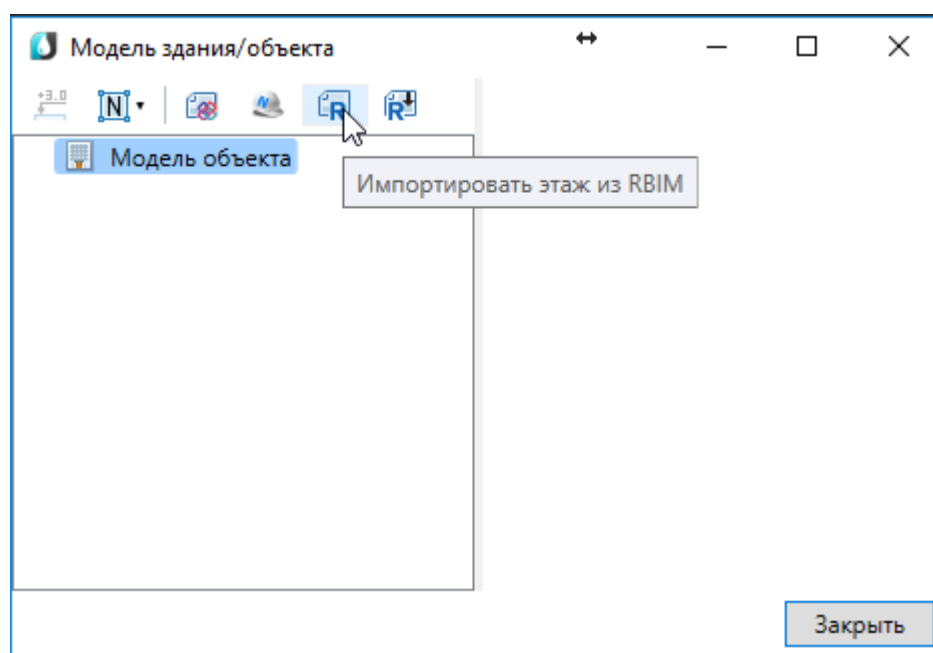 Модель здания/объекта
+3.0
N
R
R
Модель объекта
Импортировать этаж из RBIM
Закрыть